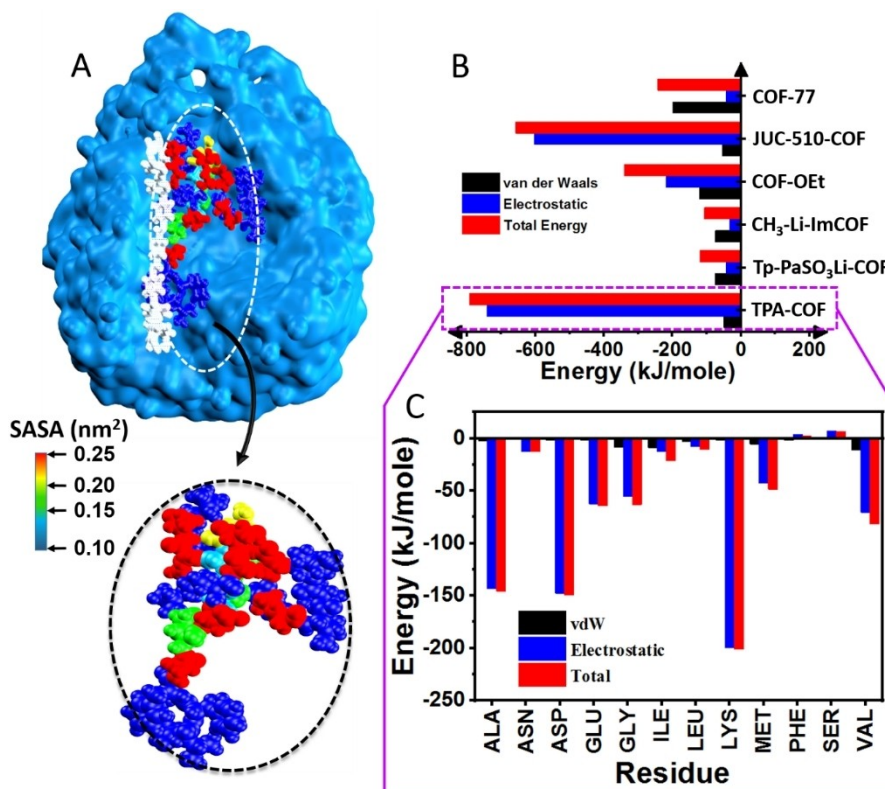 A
SASA (nm²)
0.25
0.20
0.15
0.10
B
COF-77
JUC-510-COF
COF-OEt
CH₃-Li-ImCOF
Tp-PaSO₃Li-COF
TPA-COF
van der Waals
Electrostatic
Total Energy
-800 -600 -400 -200 0 200
Energy (kJ/mole)
C
Energy (kJ/mole)
0
-50
-100
-150
-200
-250
vdW
Electrostatic
Total
ALA ASN ASP GLU GLY ILE LEU LYS MET PHE SER VAL
Residue